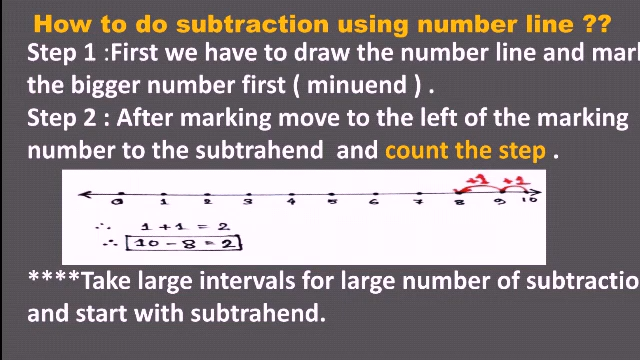 How to do subtraction using number line ??
Step 1 :First we have to draw the number line and mark
the bigger number first ( minuend ) .
Step 2 : After marking move to the left of the marking
number to the subtrahend and count the step .
+1 +1
0 1 2 3 4 5 6 7 8 9 10
∴ 1 + 1 = 2
∴ 10 - 8 = 2
****Take large intervals for large number of subtractio
and start with subtrahend.